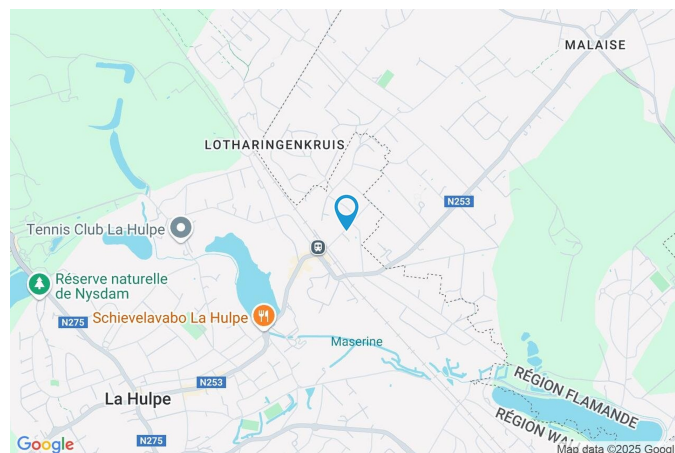 MALAISE
LOTHARINGENKRUIS
N253
Tennis Club La Hulpe
Réserve naturelle
de Nysdam
N275
Schievelavabo La Hulpe
Maserine
N253
La Hulpe
RÉGION FLAMANDE
RÉGION WAL
N275
Google
Map data ©2025 Googl